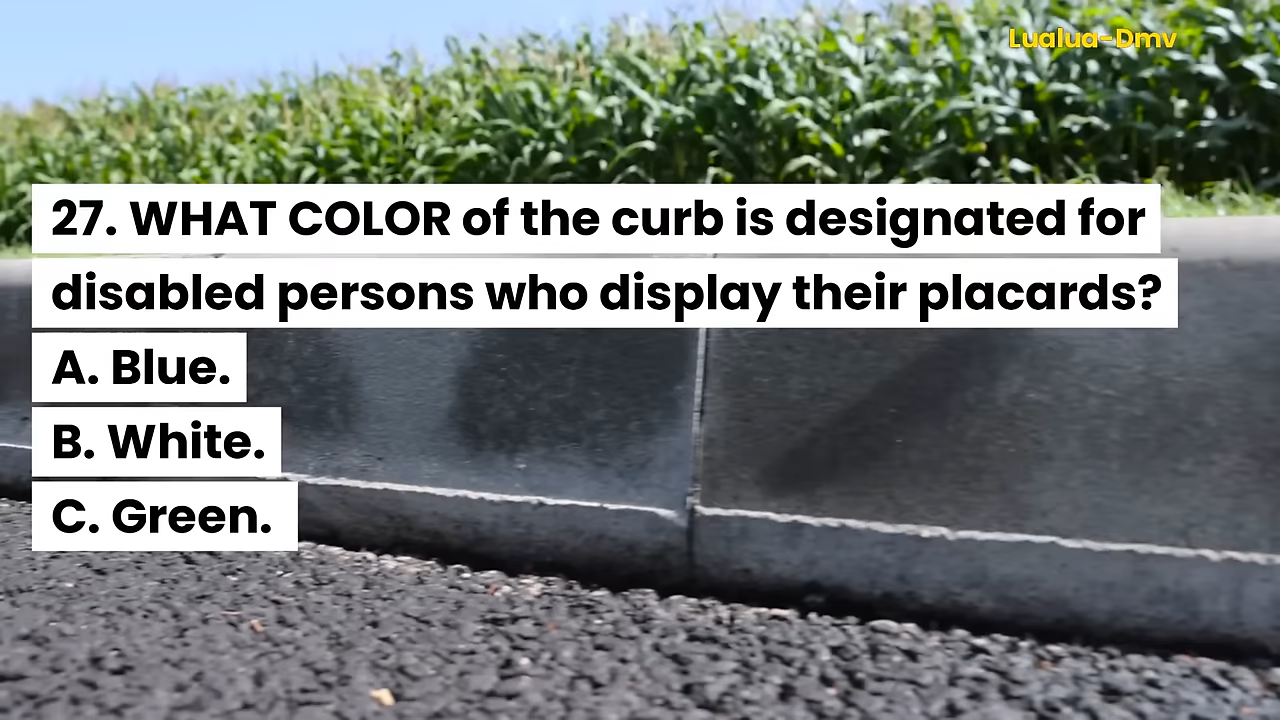 Lualua-Dmv
27. WHAT COLOR of the curb is designated for
disabled persons who display their placards?
A. Blue.
B. White.
C. Green.